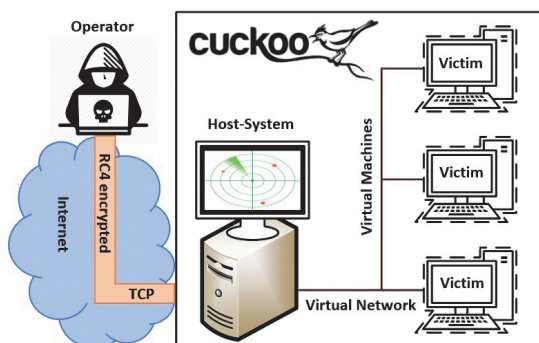 Operator
cuckoo
Host-System
Victim
RC4 encrypted
Internet
Virtual Machines
Victim
TCP
Virtual Network
Victim